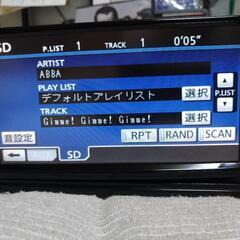 SD P.LIST 1 TRACK 1 0'05"
ARTIST
ABBA
PLAY LIST
デフォルトプレイリスト 選択
P.LIST
TRACK
Gimme! Gimme! Gimme! 選択
音設定 RPT RAND SCAN
AUX SD